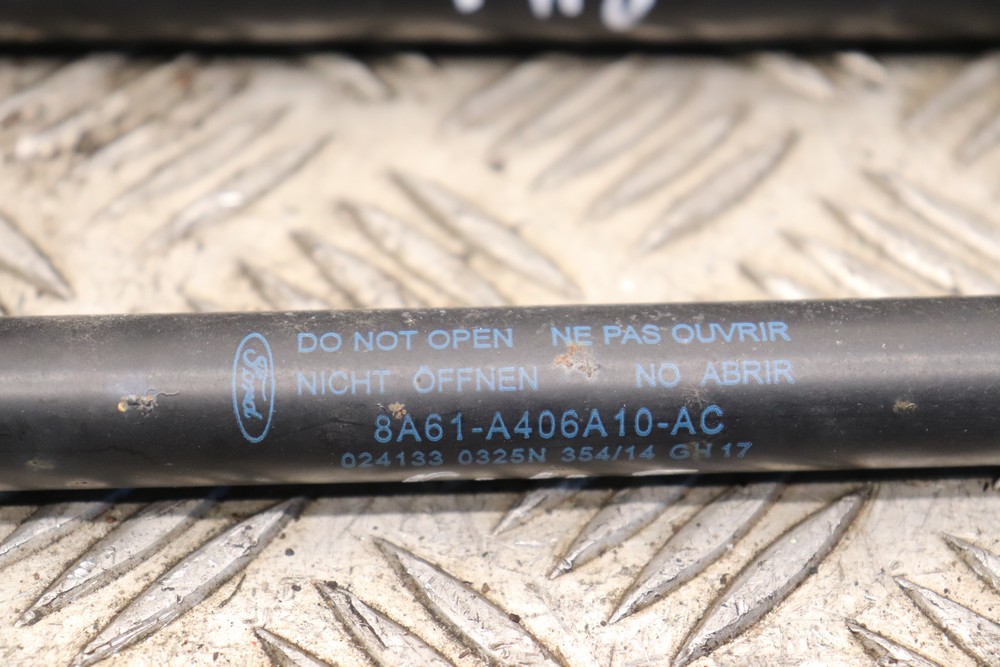 Ford
DO NOT OPEN NE PAS OUVRIR
NICHT ÖFFNEN NO ABRIR
8A61-A406A10-AC
024133 0325N 354/14 GH 17